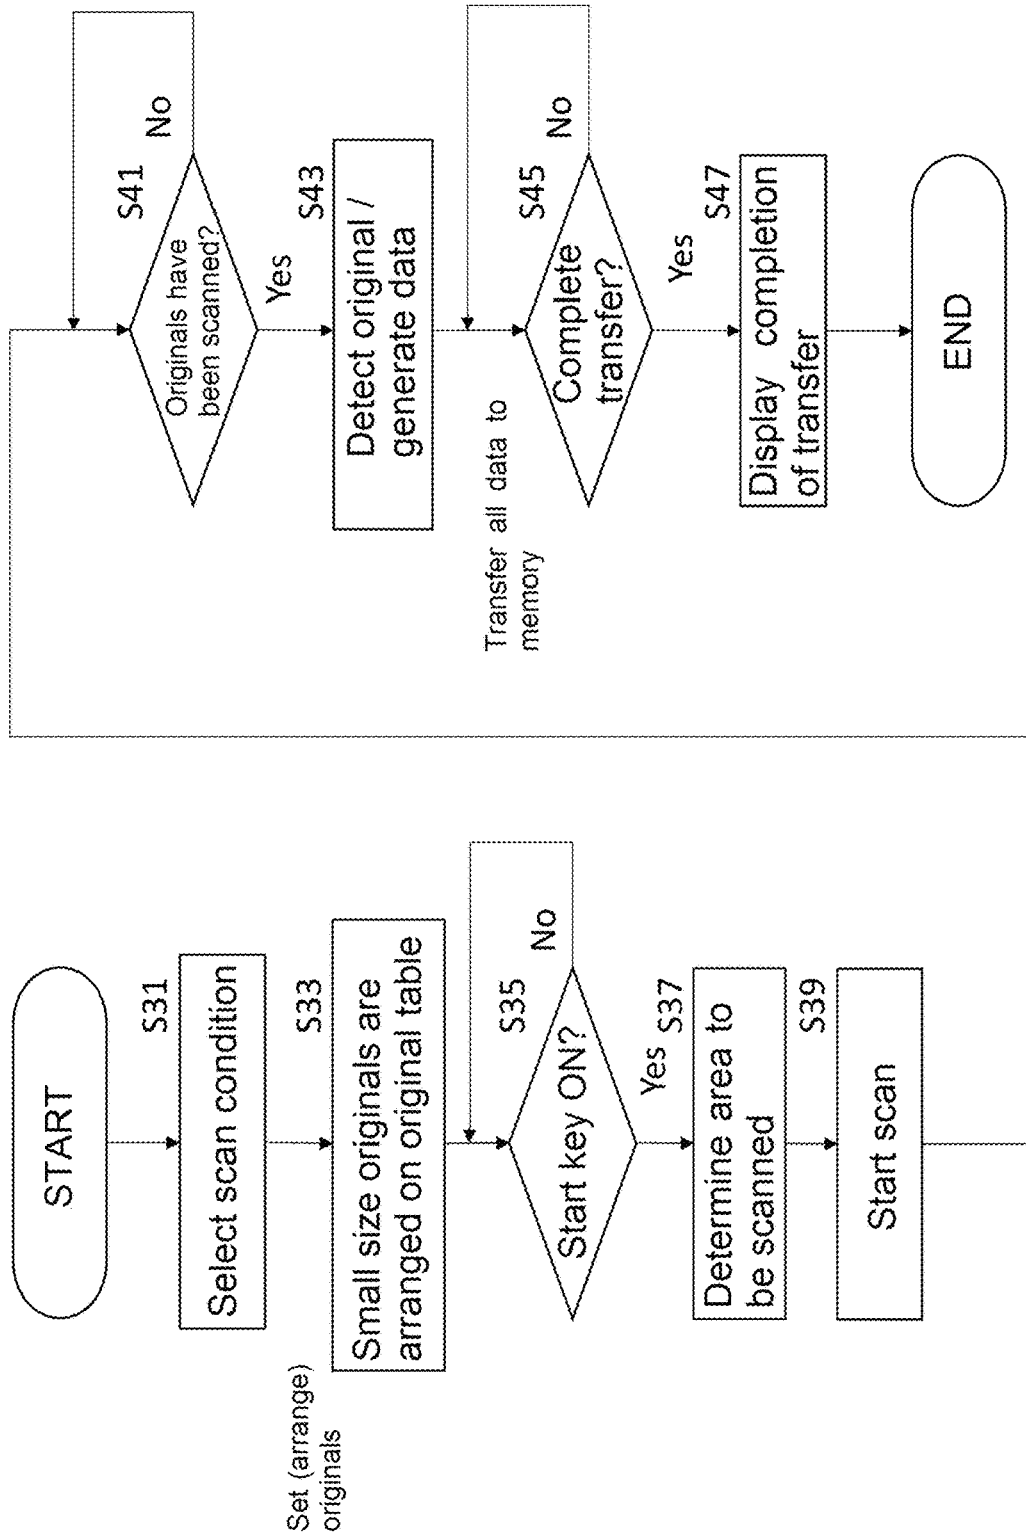 START
S31
Select scan condition
Set (arrange)
originals
S33
Small size originals are
arranged on original table
S35
Start key ON?
No
Yes
S37
Determine area to
be scanned
S39
Start scan
S41
Originals have
been scanned?
No
Yes
S43
Detect original /
generate data
Transfer all data to
memory
S45
Complete
transfer?
No
Yes
S47
Display completion
of transfer
END